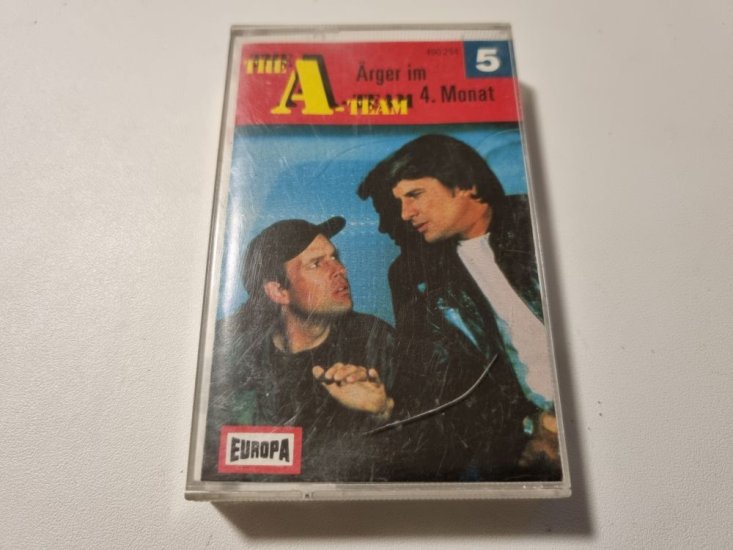 THE A-TEAM
Ärger im
4. Monat
5
EUROPA